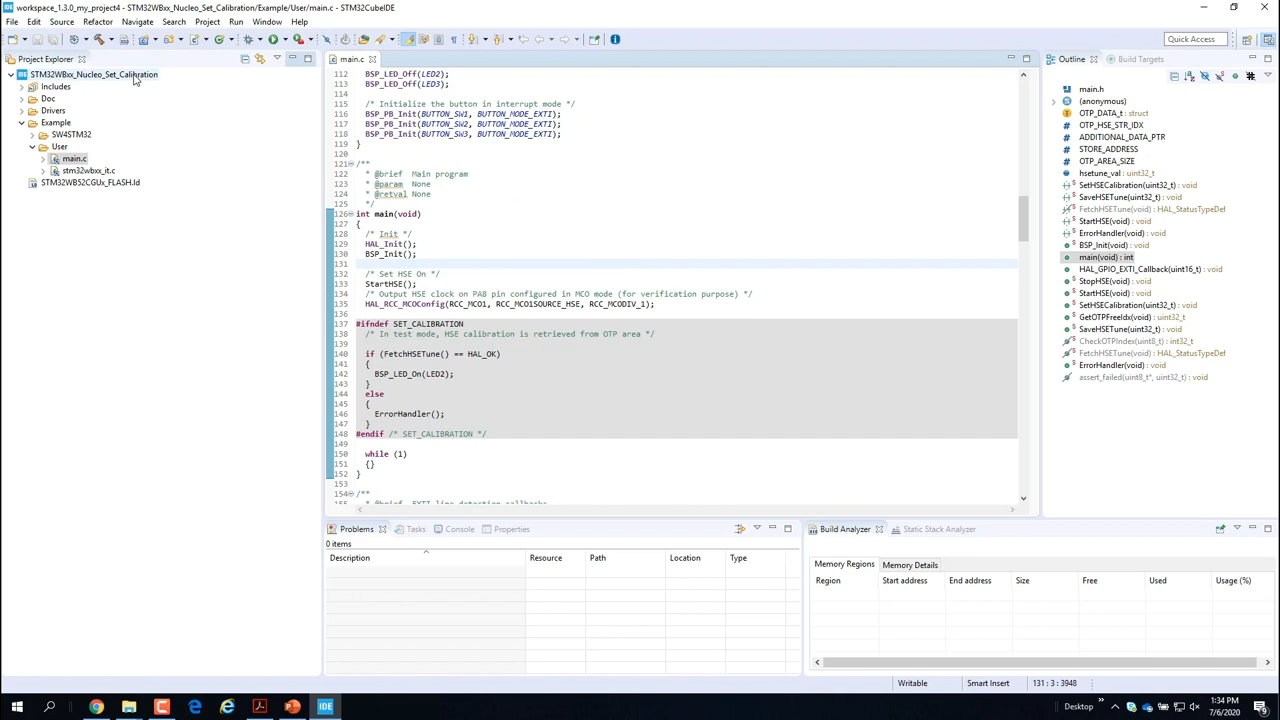 workspace_1.3.0_my_project4 - STM32WBxx_Nucleo_Set_Calibration/Example/User/main.c - STM32CubeIDE
File Edit Source Refactor Navigate Search Project Run Window Help
Quick Access
Project Explorer
STM32WBxx_Nucleo_Set_Calibration
Includes
Doc
Drivers
Example
SW4STM32
User
main.c
stm32wbxx_it.c
STM32WB52CGUx_FLASH.ld
main.c
112 BSP_LED_Off(LED2);
113 BSP_LED_Off(LED3);
114
115 /* Initialize the button in interrupt mode */
116 BSP_PB_Init(BUTTON_SW1, BUTTON_MODE_EXTI);
117 BSP_PB_Init(BUTTON_SW2, BUTTON_MODE_EXTI);
118 BSP_PB_Init(BUTTON_SW3, BUTTON_MODE_EXTI);
119 }
120
121 /**
122 * @brief Main program
123 * @param None
124 * @retval None
125 */
126 int main(void)
127 {
128 /* Init */
129 HAL_Init();
130 BSP_Init();
131
132 /* Set HSE On */
133 StartHSE();
134 /* Output HSE clock on PA8 pin configured in MCO mode (for verification purpose) */
135 HAL_RCC_MCOConfig(RCC_MCO1, RCC_MCO1SOURCE_HSE, RCC_MCODIV_1);
136
137 #ifndef SET_CALIBRATION
138 /* In test mode, HSE calibration is retrieved from OTP area */
139
140 if (FetchHSETune() == HAL_OK)
141 {
142 BSP_LED_On(LED2);
143 }
144 else
145 {
146 ErrorHandler();
147 }
148 #endif /* SET_CALIBRATION */
149
150 while (1)
151 {}
152 }
153
154 /**
155 * @brief EXTI line detection callbacks
Outline
Build Targets
main.h
(anonymous)
OTP_DATA_t : struct
OTP_HSE_STR_IDX
ADDITIONAL_DATA_PTR
STORE_ADDRESS
OTP_AREA_SIZE
hsetune_val : uint32_t
SetHSECalibration(uint32_t) : void
SaveHSETune(uint32_t) : void
FetchHSETune(void) : HAL_StatusTypeDef
StartHSE(void) : void
ErrorHandler(void) : void
BSP_Init(void) : void
main(void) : int
HAL_GPIO_EXTI_Callback(uint16_t) : void
StopHSE(void) : void
StartHSE(void) : void
SetHSECalibration(uint32_t) : void
GetOTPFreeIdx(void) : uint32_t
SaveHSETune(uint32_t) : void
CheckOTPIndex(uint8_t) : int32_t
FetchHSETune(void) : HAL_StatusTypeDef
ErrorHandler(void) : void
assert_failed(uint8_t*, uint32_t) : void
Problems Tasks Console Properties
0 items
Description Resource Path Location Type
Build Analyzer Static Stack Analyzer
Memory Regions Memory Details
Region Start address End address Size Free Used Usage (%)
Writable Smart Insert 131 : 3 : 3948
IDE
Desktop
1:34 PM
7/6/2020
9